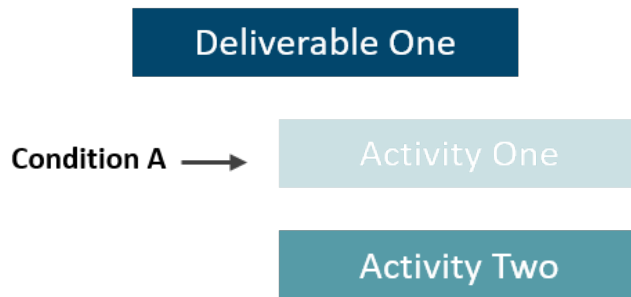 Deliverable One
Condition A
Activity One
Activity Two